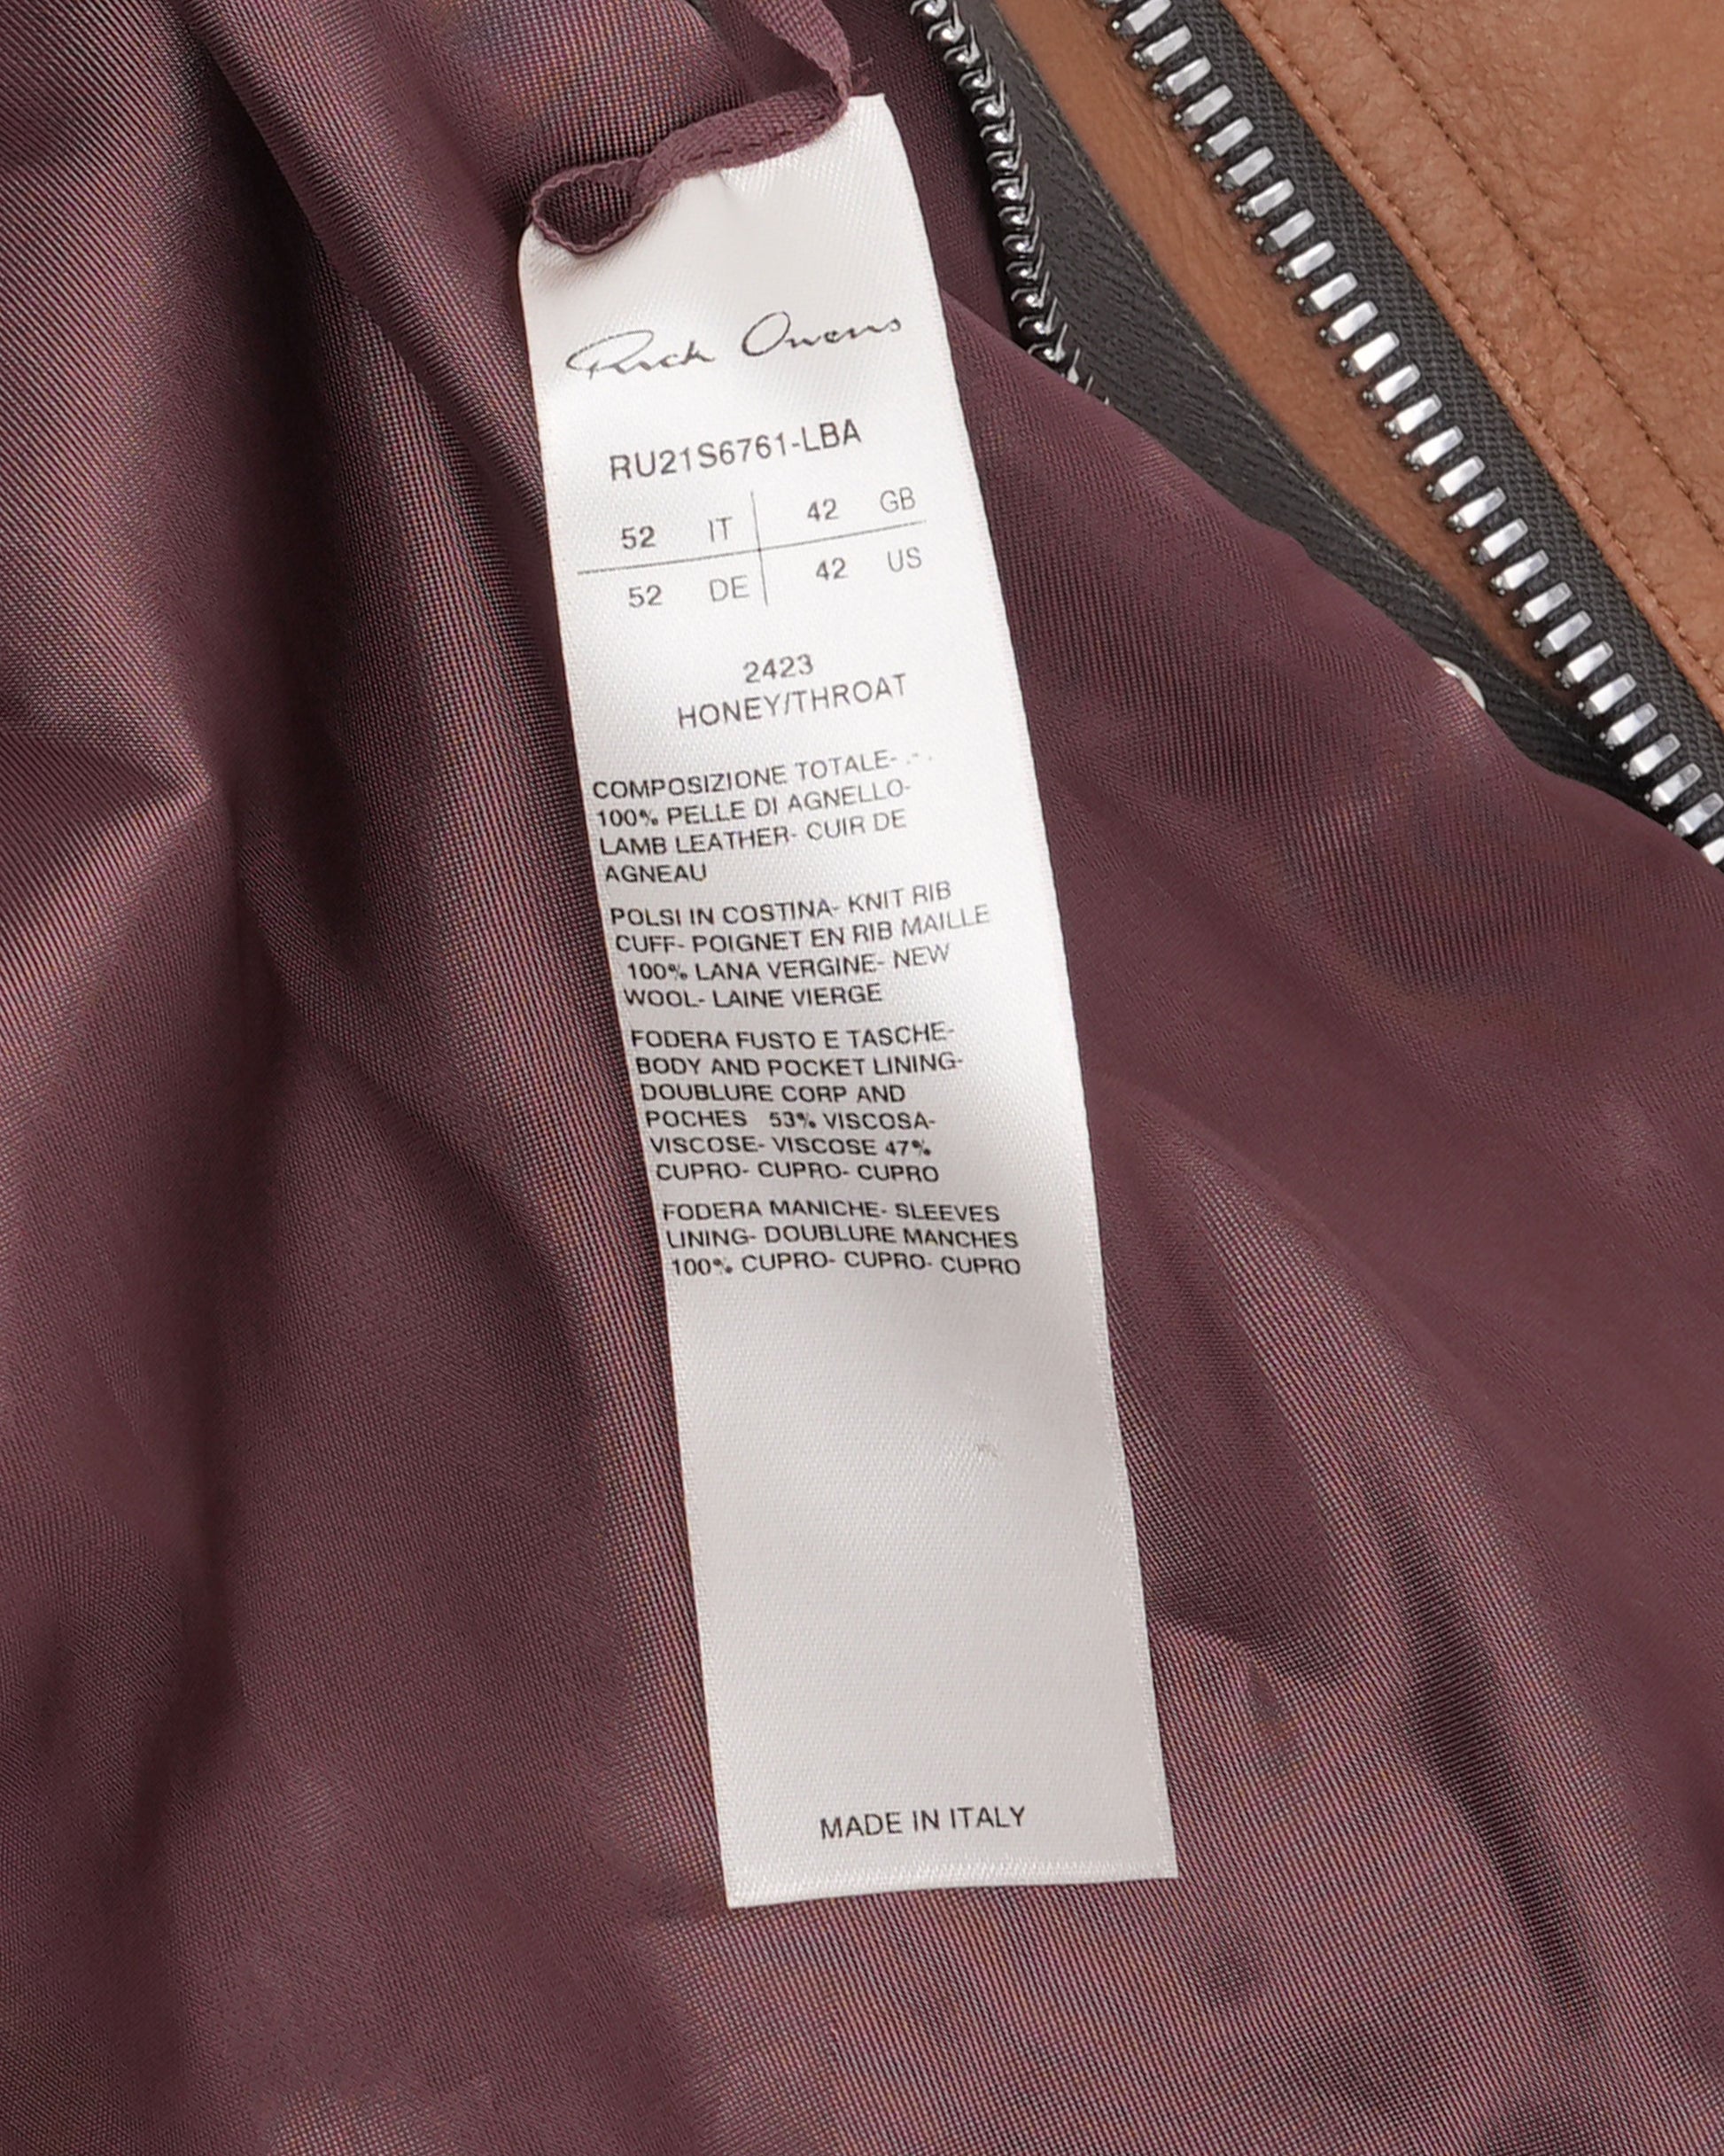 Rick Owens
RU21S6761-LBA
52 IT 42 GB
52 DE 42 US
2423
HONEY/THROAT
COMPOSIZIONE TOTALE- - .
100% PELLE DI AGNELLO-
LAMB LEATHER- CUIR DE
AGNEAU
POLSI IN COSTINA- KNIT RIB
CUFF- POIGNET EN RIB MAILLE
100% LANA VERGINE- NEW
WOOL- LAINE VIERGE
FODERA FUSTO E TASCHE-
BODY AND POCKET LINING-
DOUBLURE CORP AND
POCHES 53% VISCOSA-
VISCOSE- VISCOSE 47%
CUPRO- CUPRO- CUPRO
FODERA MANICHE- SLEEVES
LINING- DOUBLURE MANCHES
100% CUPRO- CUPRO- CUPRO
MADE IN ITALY